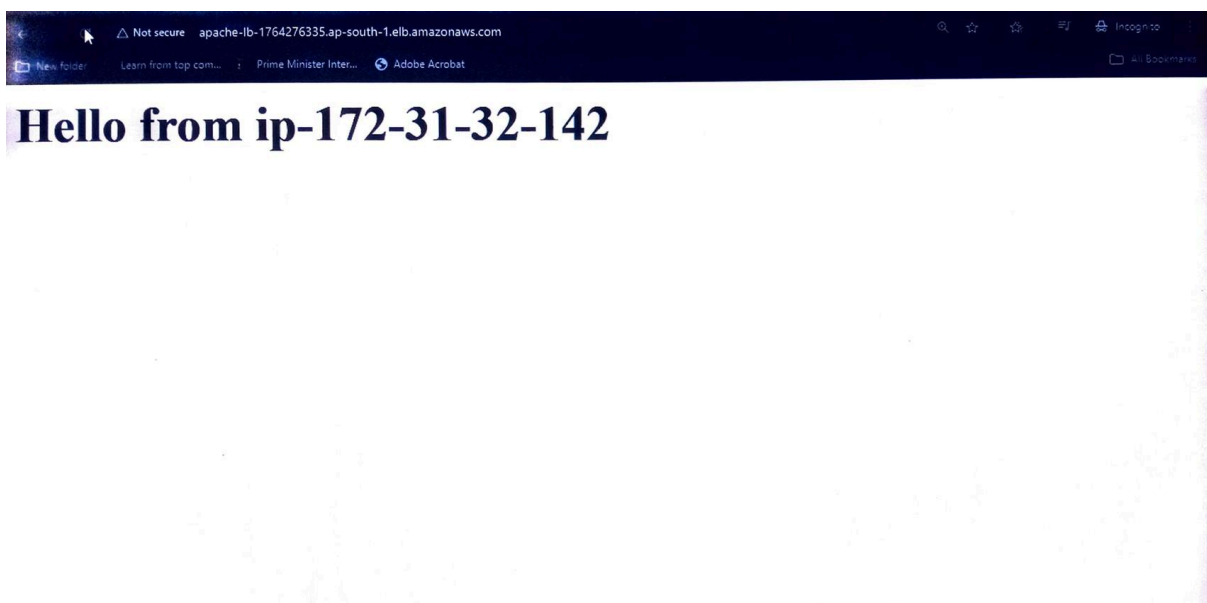 Not secure apache-lb-1764276335.ap-south-1.elb.amazonaws.com Incognito
New folder Learn from top com... Prime Minister Inter... Adobe Acrobat All Bookmarks
Hello from ip-172-31-32-142